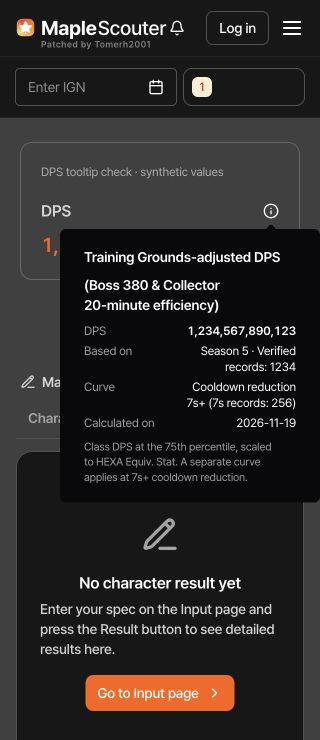 MapleScouter
Patched by Tomerh2001
Log in
Enter IGN
1
DPS tooltip check · synthetic values
DPS
1,
Training Grounds-adjusted DPS
(Boss 380 & Collector
20-minute efficiency)
DPS 1,234,567,890,123
Based on Season 5 · Verified
records: 1234
Curve Cooldown reduction
7s+ (7s records: 256)
Calculated on 2026-11-19
Class DPS at the 75th percentile, scaled
to HEXA Equiv. Stat. A separate curve
applies at 7s+ cooldown reduction.
Ma
Chara
No character result yet
Enter your spec on the Input page and
press the Result button to see detailed
results here.
Go to Input page